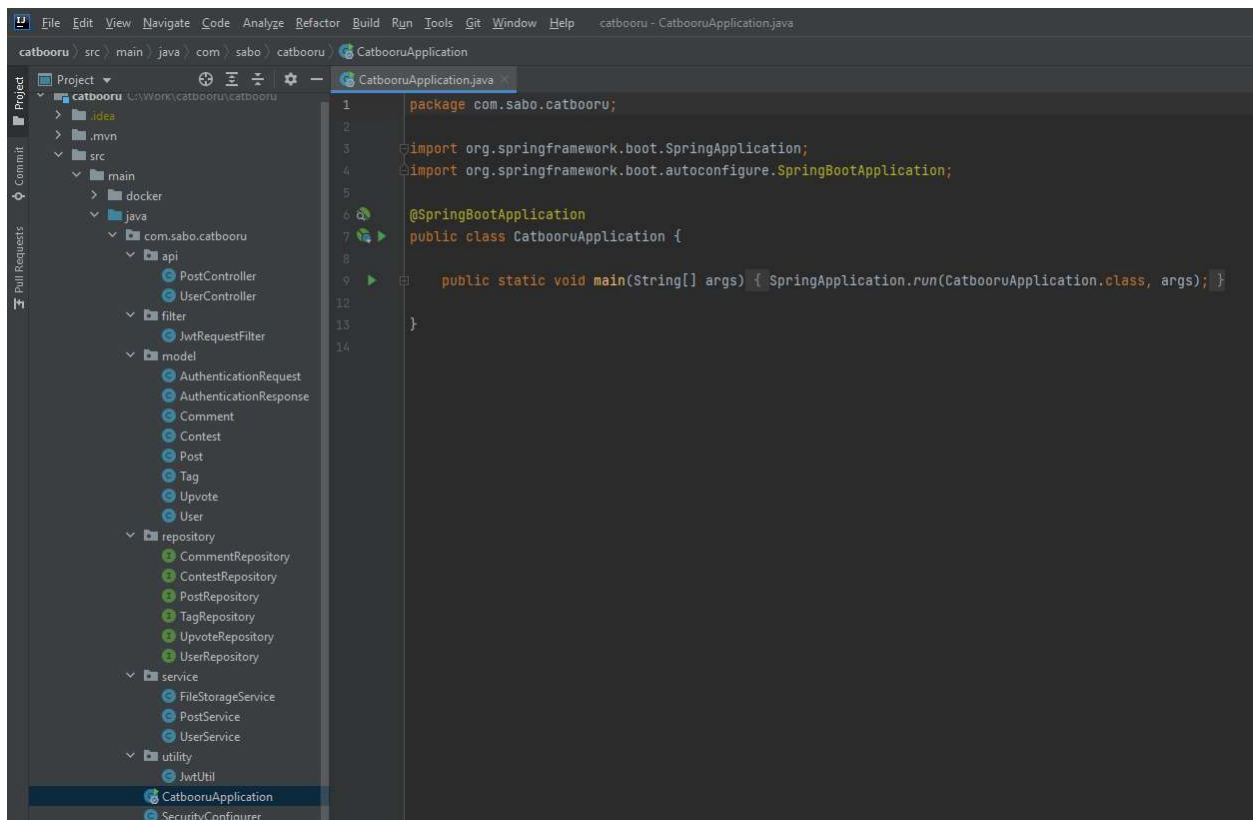 File Edit View Navigate Code Analyze Refactor Build Run Tools Git Window Help catbooru - CatbooruApplication.java
catbooru src main java com sabo catbooru CatbooruApplication
Project
CatbooruApplication.java
Project
Commit
Pull Requests
catbooru C:\Work\catbooru\catbooru
.idea
.mvn
src
main
docker
java
com.sabo.catbooru
api
PostController
UserController
filter
JwtRequestFilter
model
AuthenticationRequest
AuthenticationResponse
Comment
Contest
Post
Tag
Upvote
User
repository
CommentRepository
ContestRepository
PostRepository
TagRepository
UpvoteRepository
UserRepository
service
FileStorageService
PostService
UserService
utility
JwtUtil
CatbooruApplication
SecurityConfigurer
1 package com.sabo.catbooru;
2
3 import org.springframework.boot.SpringApplication;
4 import org.springframework.boot.autoconfigure.SpringBootApplication;
5
6 @SpringBootApplication
7 public class CatbooruApplication {
8
9 public static void main(String[] args) { SpringApplication.run(CatbooruApplication.class, args); }
12
13 }
14